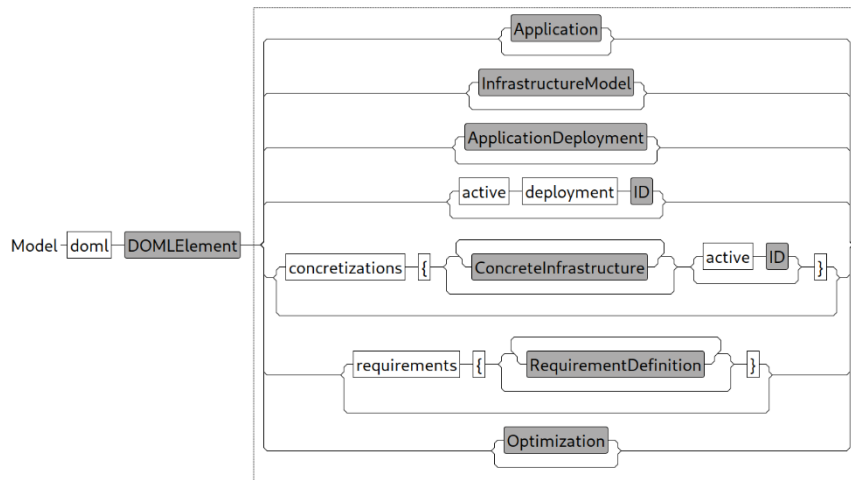 Application
InfrastructureModel
ApplicationDeployment
active deployment ID
Model doml DOMLElement
concretizations { ConcreteInfrastructure active ID }
requirements { RequirementDefinition }
Optimization